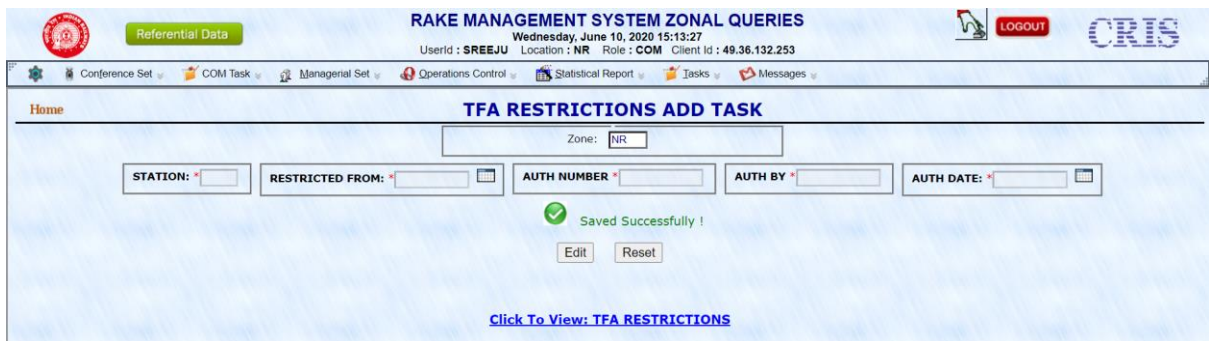 Referential Data
RAKE MANAGEMENT SYSTEM ZONAL QUERIES
Wednesday, June 10, 2020 15:13:27
UserId : SREEJU Location : NR Role : COM Client Id : 49.36.132.253
LOGOUT
CRIS
Conference Set COM Task Managerial Set Operations Control Statistical Report Tasks Messages
Home
TFA RESTRICTIONS ADD TASK
Zone: NR
STATION: * RESTRICTED FROM: * AUTH NUMBER * AUTH BY * AUTH DATE: *
Saved Successfully !
Edit Reset
Click To View: TFA RESTRICTIONS